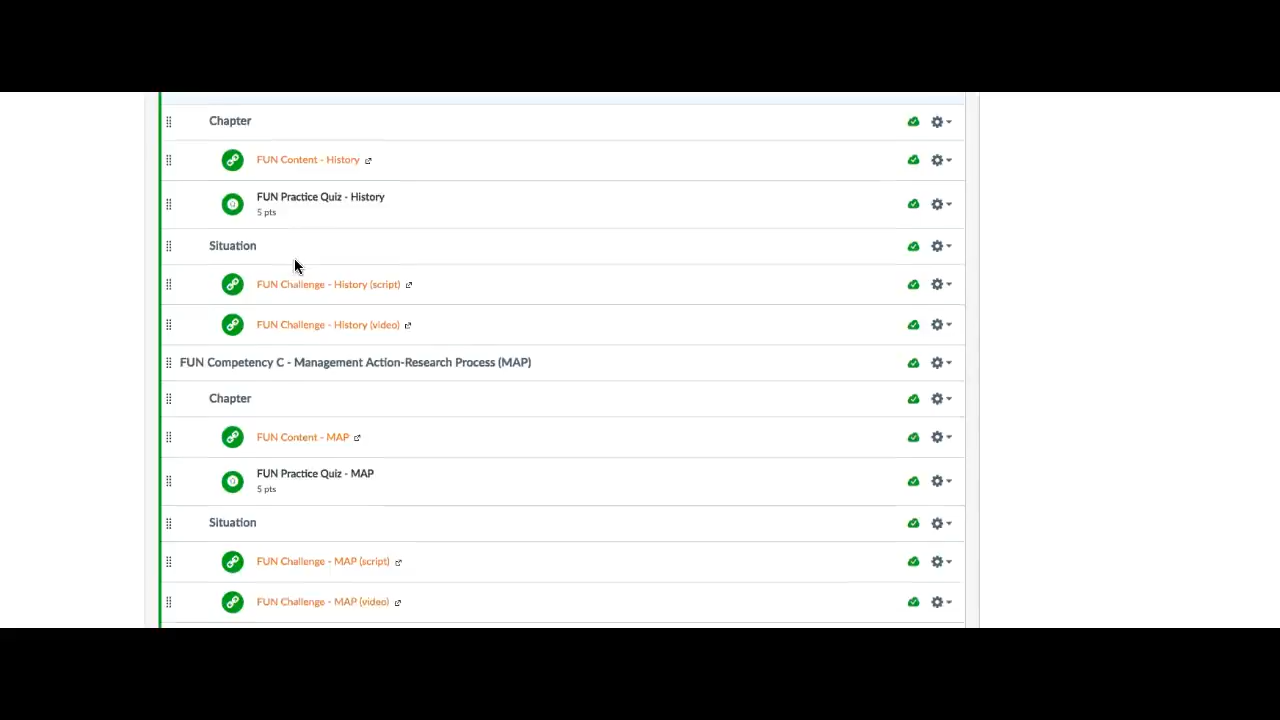 Chapter
FUN Content - History
FUN Practice Quiz - History
5 pts
Situation
FUN Challenge - History (script)
FUN Challenge - History (video)
FUN Competency C - Management Action-Research Process (MAP)
Chapter
FUN Content - MAP
FUN Practice Quiz - MAP
5 pts
Situation
FUN Challenge - MAP (script)
FUN Challenge - MAP (video)